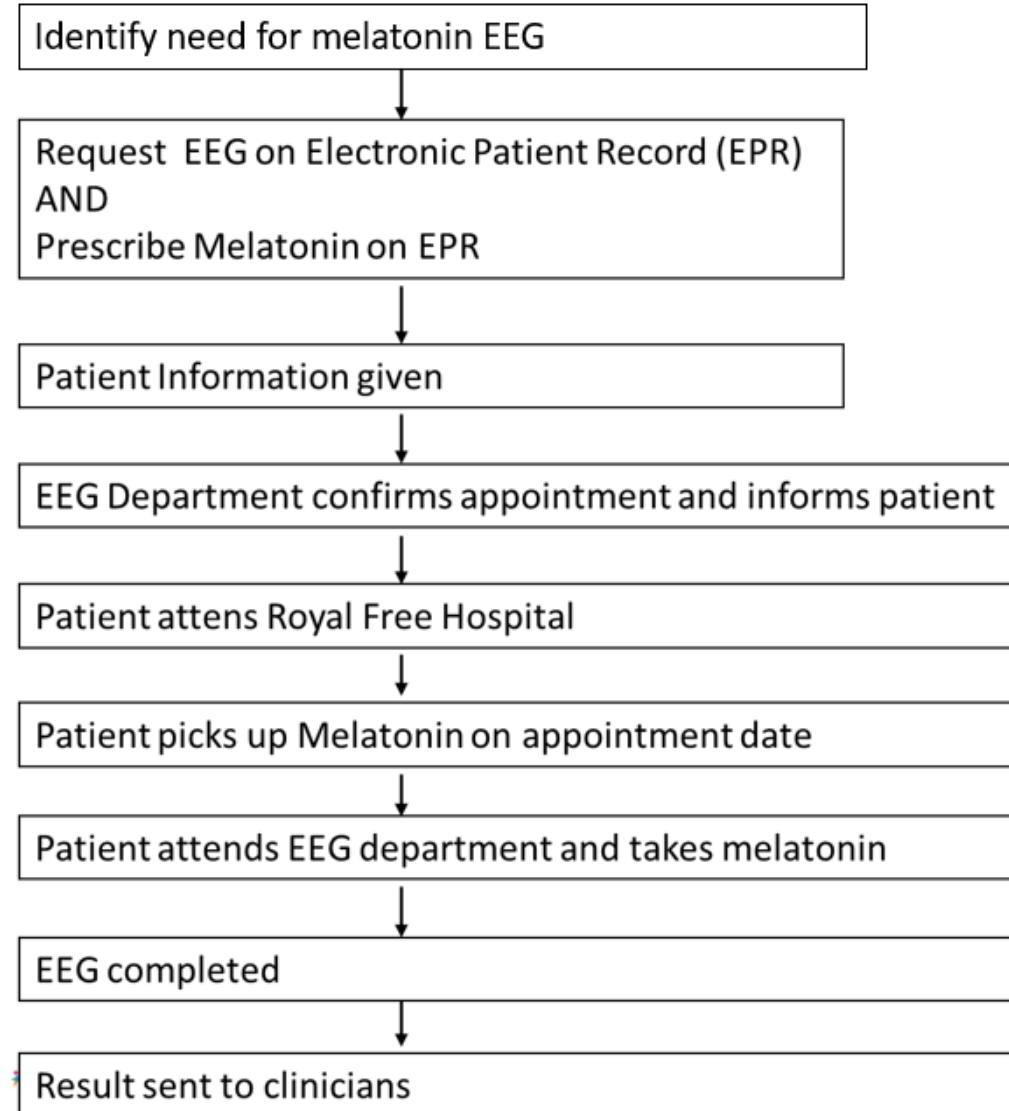 Identify need for melatonin EEG
Request EEG on Electronic Patient Record (EPR)
AND
Prescribe Melatonin on EPR
Patient Information given
EEG Department confirms appointment and informs patient
Patient attens Royal Free Hospital
Patient picks up Melatonin on appointment date
Patient attends EEG department and takes melatonin
EEG completed
Result sent to clinicians